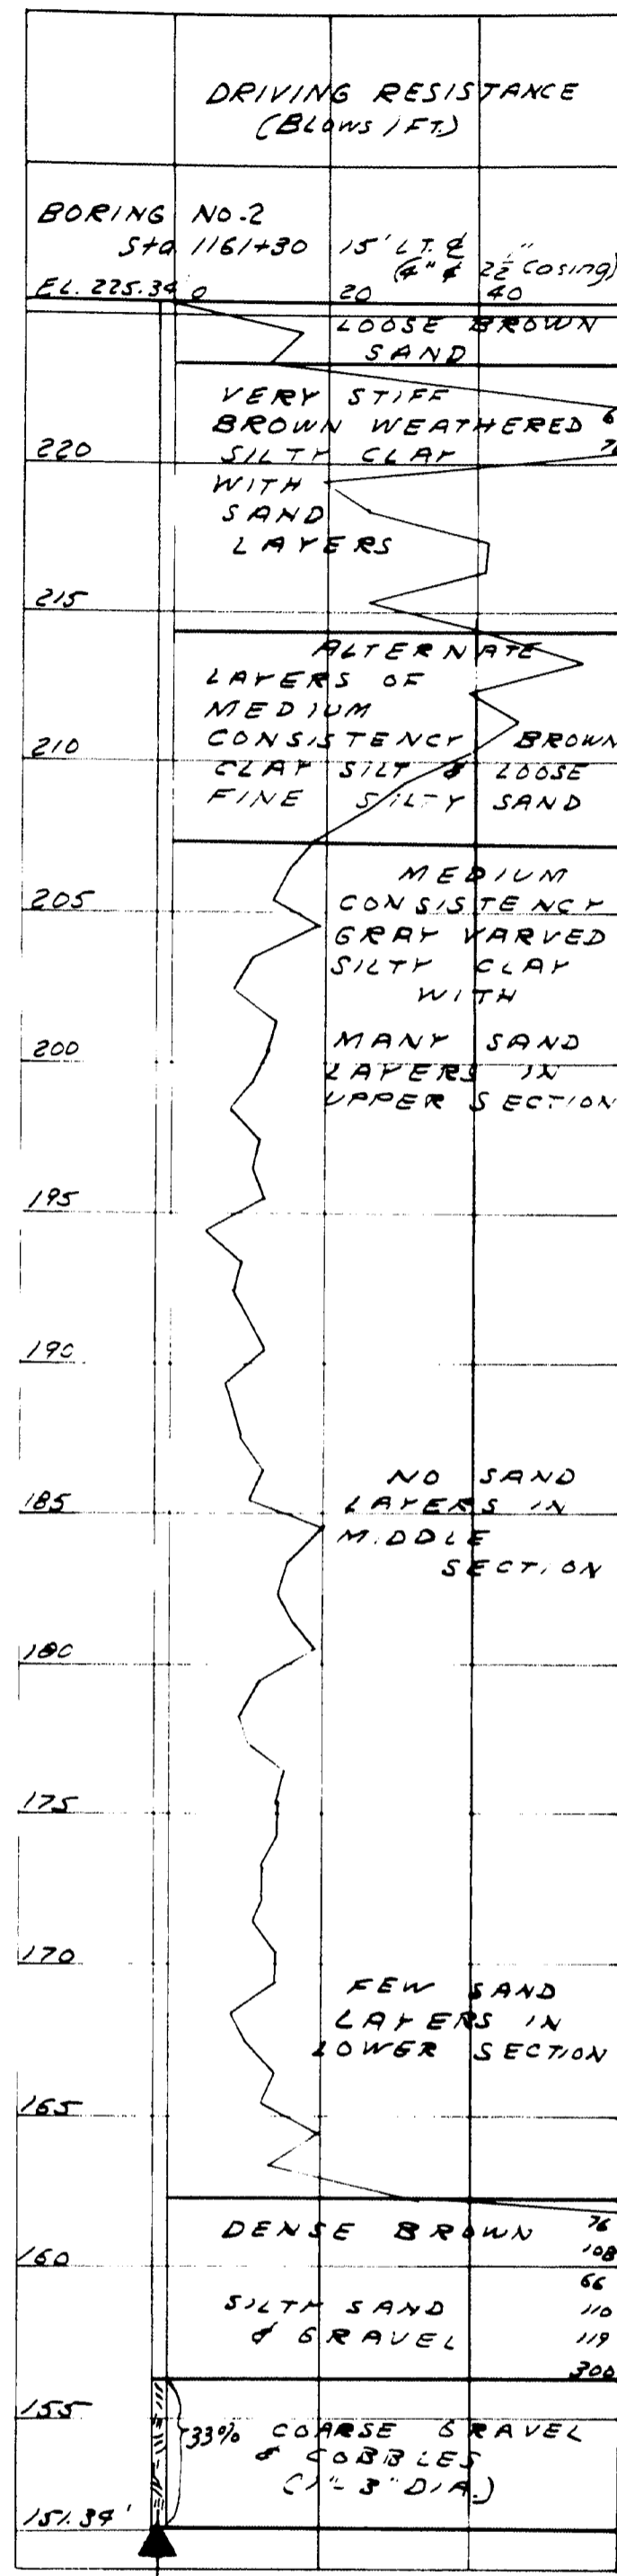 DRIVING RESISTANCE
(BLOWS / FT.)
BORING NO. 2
Sta 1161+30 15' LT. ℄
(4" & 2½" Casing)
EL. 225.34 0 20 40
LOOSE BROWN
SAND
VERY STIFF
BROWN WEATHERED
220 SILTY CLAY
WITH
SAND
LAYERS
215
ALTERNATE
LAYERS OF
MEDIUM
CONSISTENCY BROWN
210
CLAY SILT & LOOSE
FINE SILTY SAND
MEDIUM
205 CONSISTENCY
GRAY VARVED
SILTY CLAY
WITH
200 MANY SAND
LAYERS IN
UPPER SECTION
195
190
NO SAND
185 LAYERS IN
MIDDLE
SECTION
180
175
170
FEW SAND
LAYERS IN
LOWER SECTION
165
DENSE BROWN 76
160 108
66
SILTY SAND 110
& GRAVEL 119
300
155
33% COARSE GRAVEL
& COBBLES
(1"-3" DIA.)
151.34'